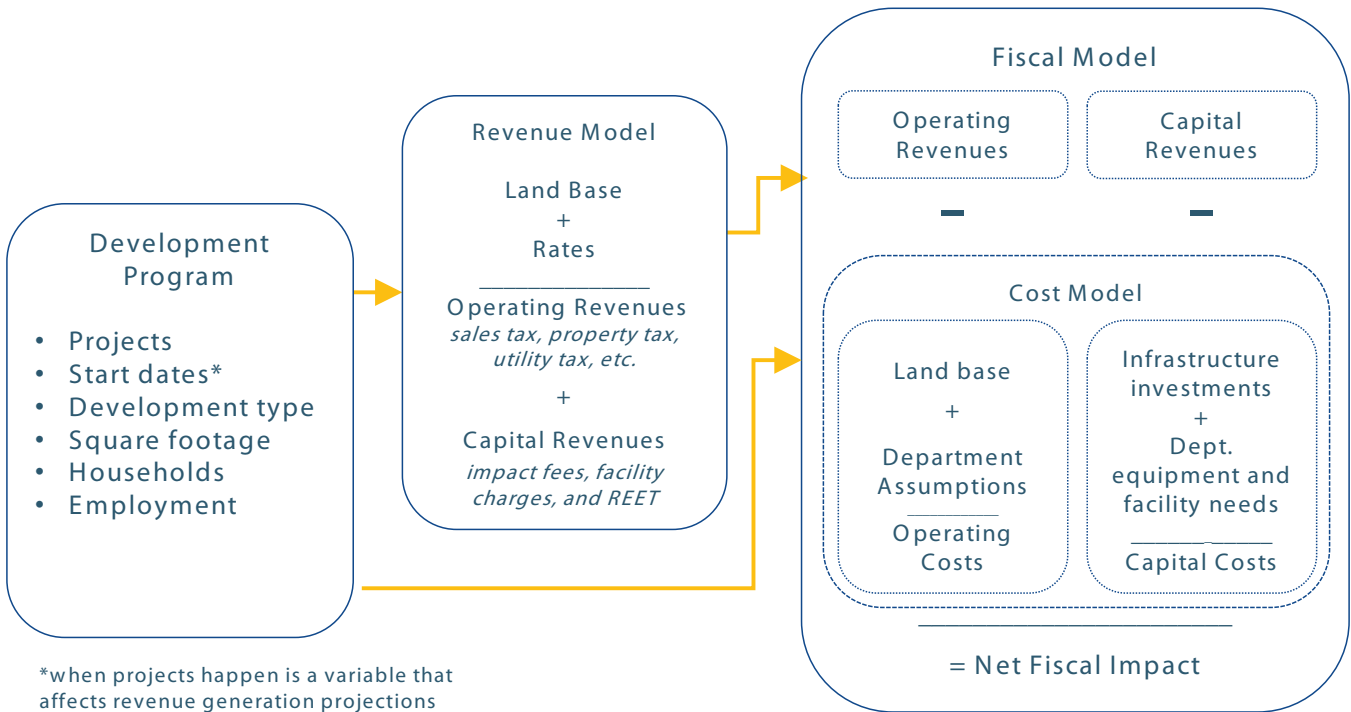 Development
Program
• Projects
• Start dates*
• Development type
• Square footage
• Households
• Employment
*when projects happen is a variable that
affects revenue generation projections
Revenue Model
Land Base
+
Rates
Operating Revenues
sales tax, property tax,
utility tax, etc.
+
Capital Revenues
impact fees, facility
charges, and REET
Fiscal Model
Operating
Revenues
Capital
Revenues
Cost Model
Land base
+
Department
Assumptions
Operating
Costs
Infrastructure
investments
+
Dept.
equipment and
facility needs
Capital Costs
= Net Fiscal Impact